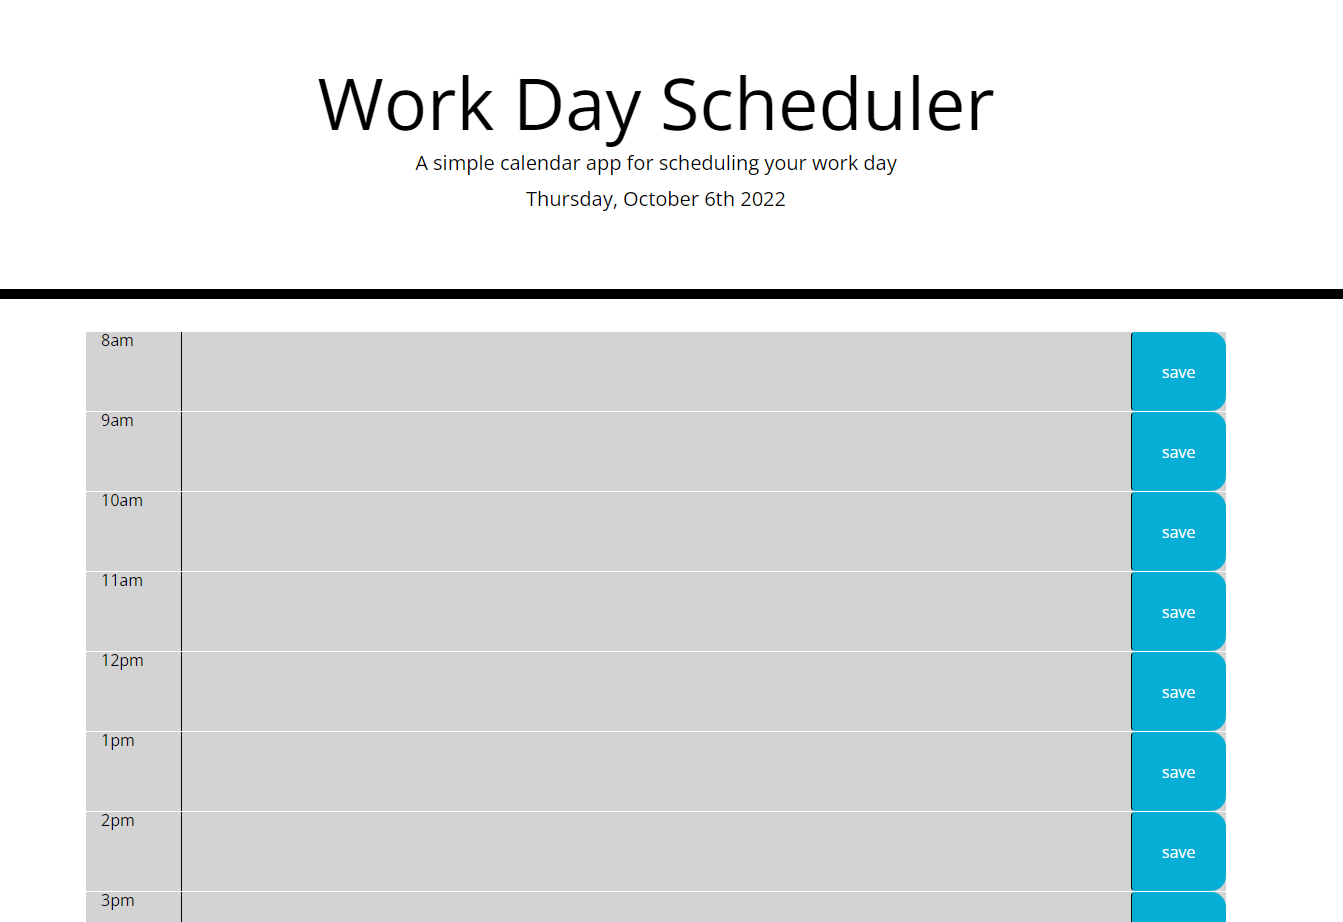 Work Day Scheduler
A simple calendar app for scheduling your work day
Thursday, October 6th 2022
8am
save
9am
save
10am
save
11am
save
12pm
save
1pm
save
2pm
save
3pm